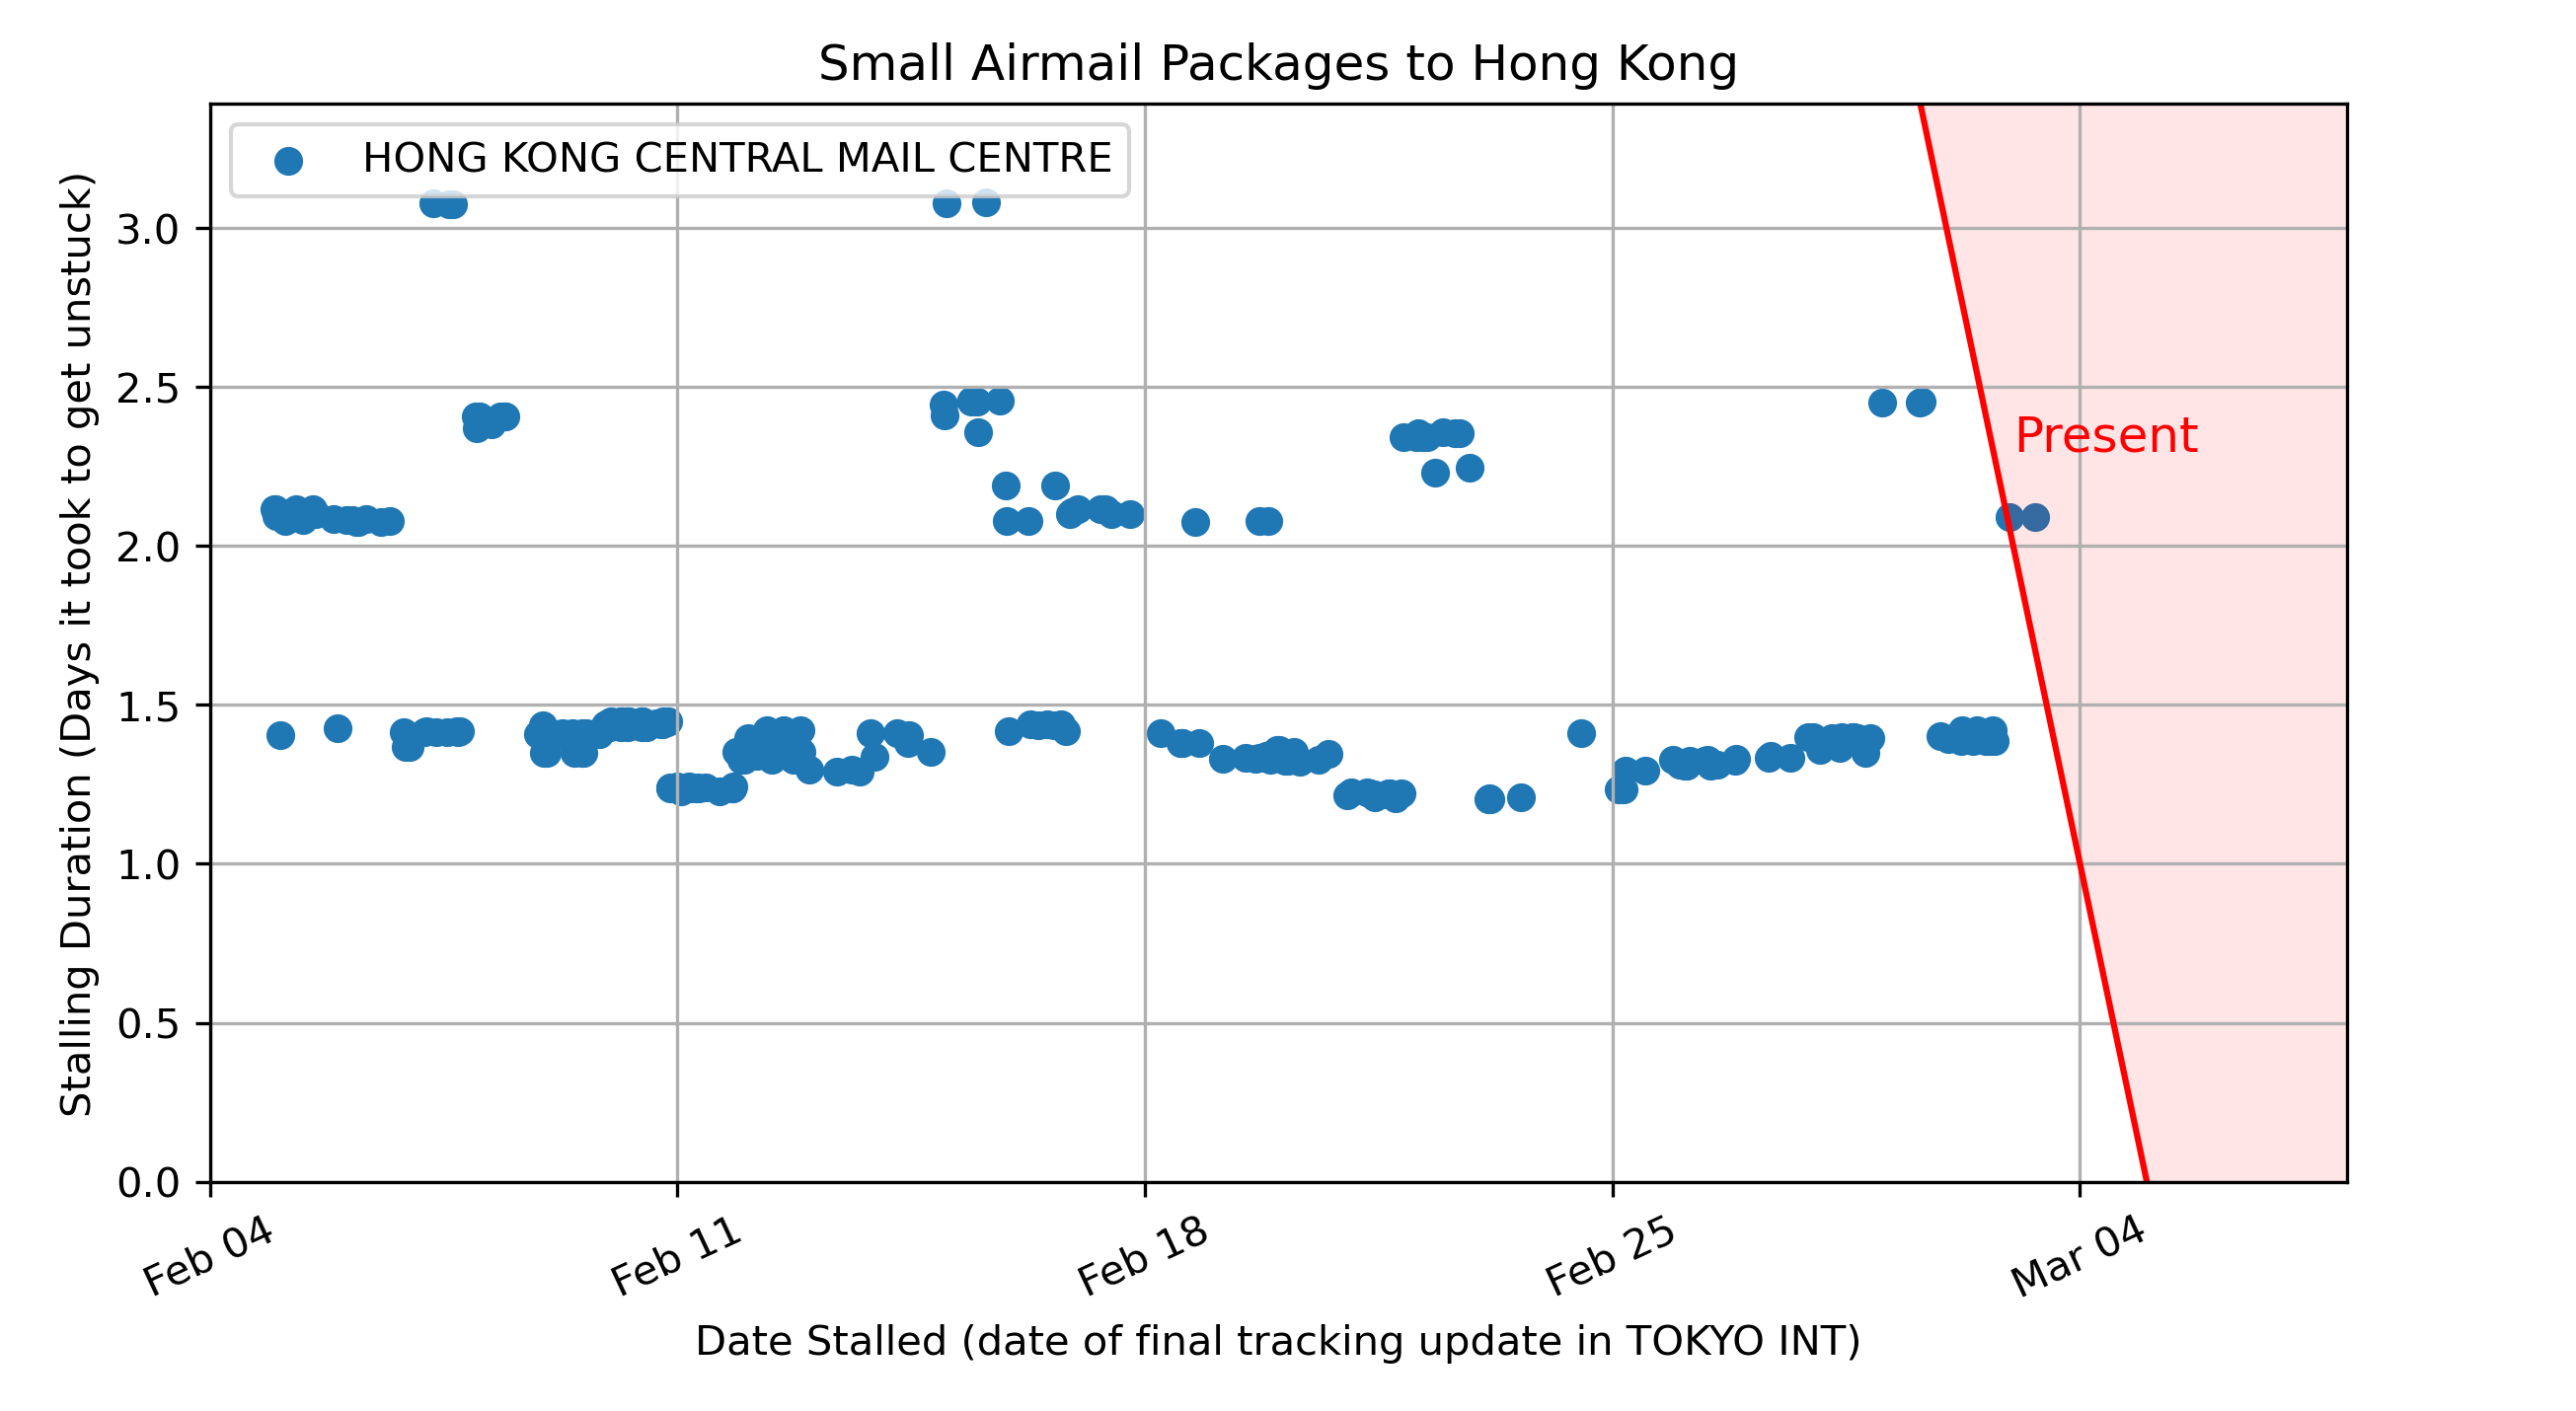 Small Airmail Packages to Hong Kong
HONG KONG CENTRAL MAIL CENTRE
Stalling Duration (Days it took to get unstuck)
3.0
2.5
2.0
1.5
1.0
0.5
0.0
Present
Feb 04
Feb 11
Feb 18
Feb 25
Mar 04
Date Stalled (date of final tracking update in TOKYO INT)